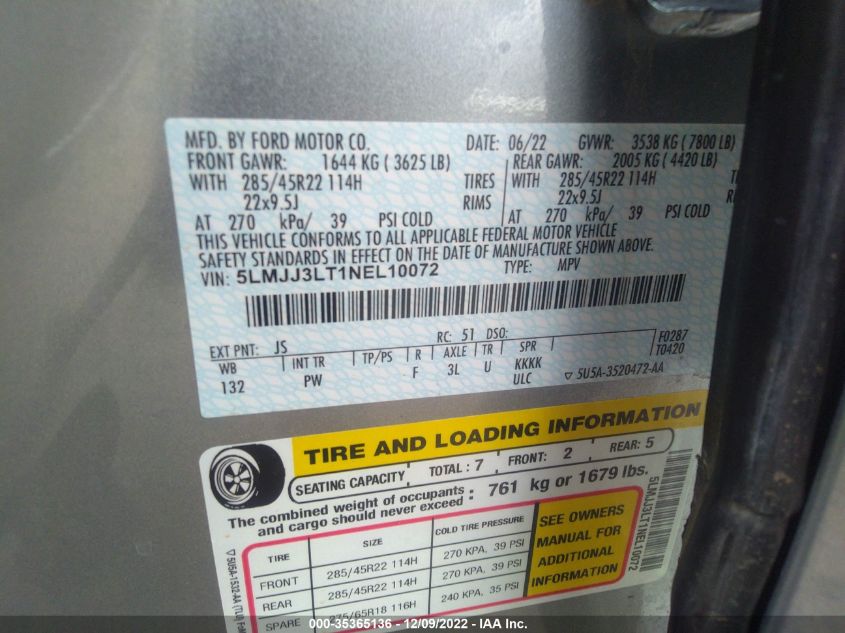 MFD. BY FORD MOTOR CO. DATE: 06/22 GVWR: 3538 KG ( 7800 LB)
FRONT GAWR: 1644 KG ( 3625 LB) REAR GAWR: 2005 KG ( 4420 LB)
WITH 285/45R22 114H TIRES WITH 285/45R22 114H
22x9.5J RIMS 22x9.5J
AT 270 kPa/ 39 PSI COLD AT 270 kPa/ 39 PSI COLD
THIS VEHICLE CONFORMS TO ALL APPLICABLE FEDERAL MOTOR VEHICLE
SAFETY STANDARDS IN EFFECT ON THE DATE OF MANUFACTURE SHOWN ABOVE.
VIN: 5LMJJ3LT1NEL10072 TYPE: MPV
EXT PNT: JS RC: 51 DSO: F0287
T0420
WB INT TR TP/PS R AXLE TR SPR
132 PW F 3L U KKKK
ULC ▽ 5U5A-3520472-AA
TIRE AND LOADING INFORMATION
SEATING CAPACITY TOTAL : 7 FRONT: 2 REAR: 5
The combined weight of occupants and cargo should never exceed : 761 kg or 1679 lbs.
TIRE SIZE COLD TIRE PRESSURE
FRONT 285/45R22 114H 270 KPA, 39 PSI
REAR 285/45R22 114H 270 KPA, 39 PSI
SPARE 275/65R18 116H 240 KPA, 35 PSI
SEE OWNERS
MANUAL FOR
ADDITIONAL
INFORMATION
5LMJJ3LT1NEL10072
▽5U5A-1532-AA (TLU)
000-35365136 - 12/09/2022 - IAA Inc.